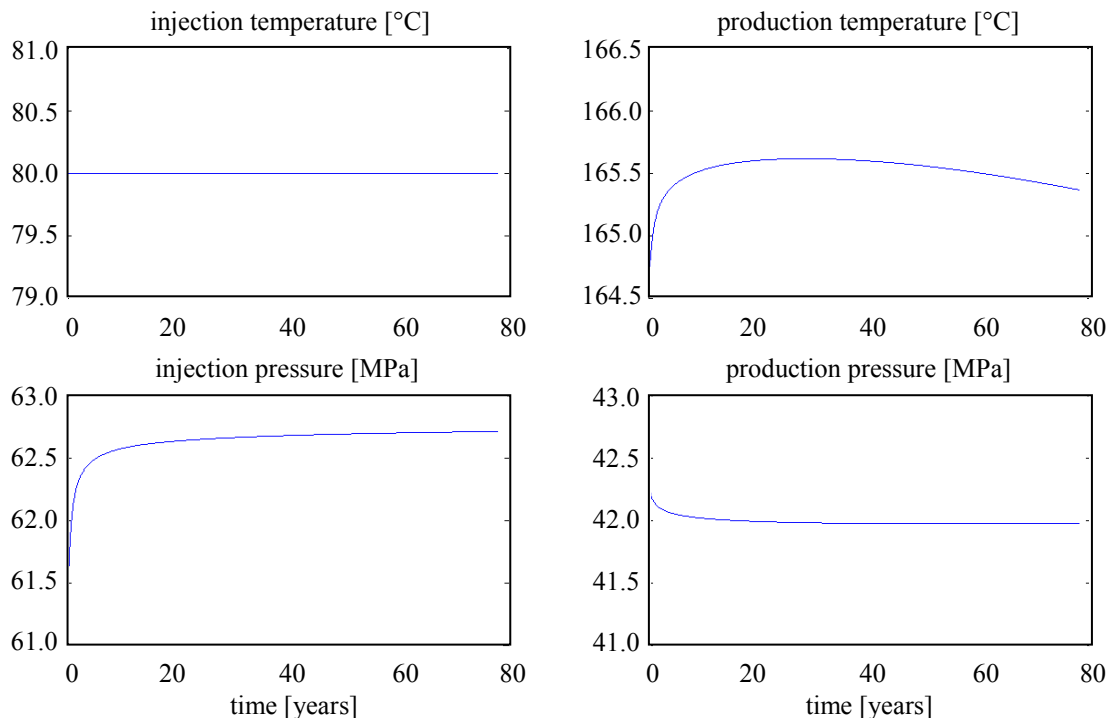 injection temperature [°C]
81.0
80.5
80.0
79.5
79.0
0 20 40 60 80
production temperature [°C]
166.5
166.0
165.5
165.0
164.5
0 20 40 60 80
injection pressure [MPa]
63.0
62.5
62.0
61.5
61.0
0 20 40 60 80
time [years]
production pressure [MPa]
43.0
42.5
42.0
41.5
41.0
0 20 40 60 80
time [years]